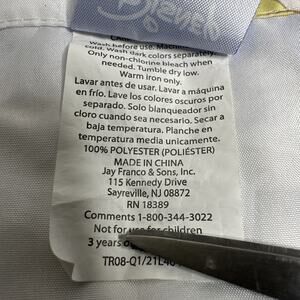 Disney
Wash before use. Machine
cold. Wash dark colors separately
Only non-chlorine bleach when
needed. Tumble dry low.
Warm iron only.
Lavar antes de usar. Lavar a máquina
en frío. Lave los colores oscuros por
separado. Solo blanqueador sin
cloro cuando sea necesario. Secar a
baja temperatura. Planche en
temperatura media unicamente.
100% POLYESTER (POLIÉSTER)
MADE IN CHINA
Jay Franco & Sons, Inc.
115 Kennedy Drive
Sayreville, NJ 08872
RN 18389
Comments 1-800-344-3022
Not for use for children
3 years
TR08-Q1/21L4